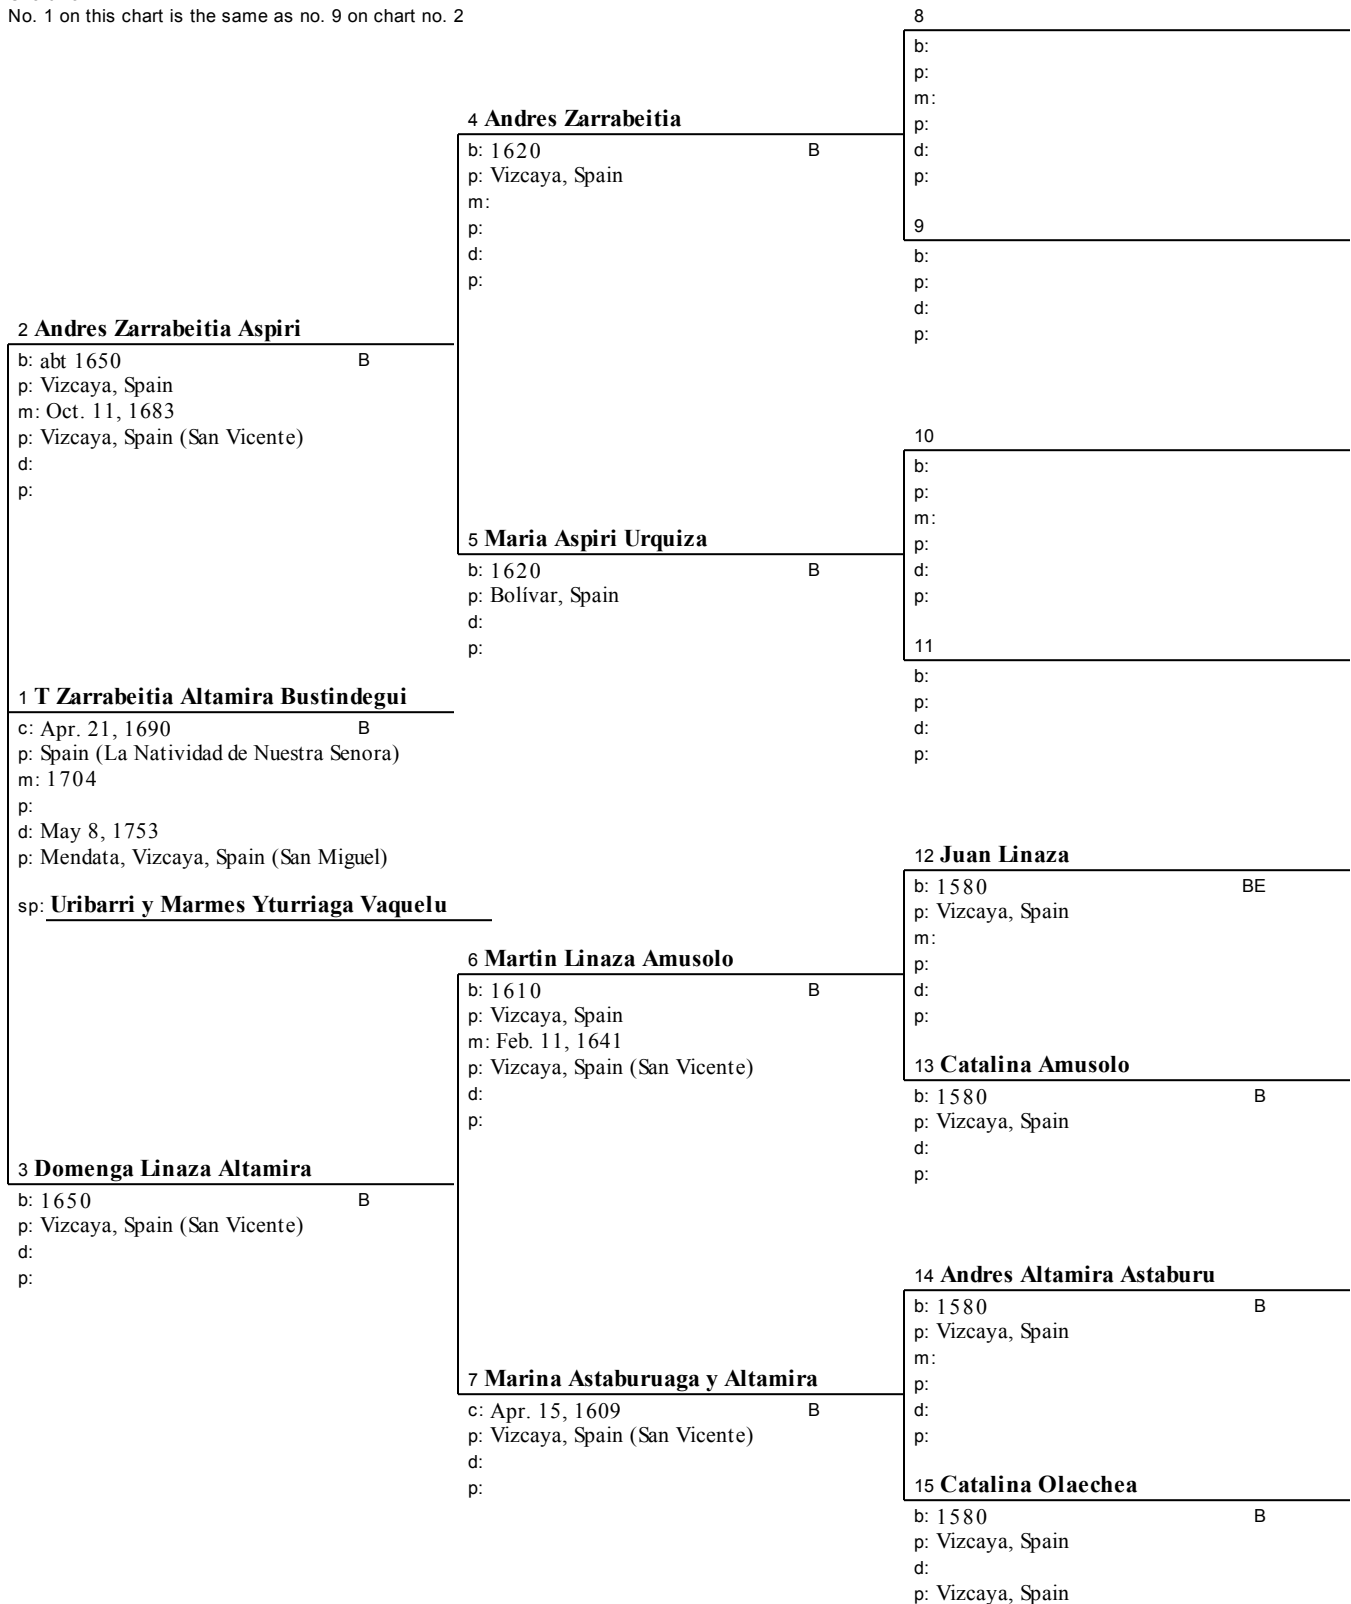 No. 1 on this chart is the same as no. 9 on chart no. 2
8
b:
p:
m:
p:
d:
p:
4 Andres Zarrabeitia
b: 1620 B
p: Vizcaya, Spain
m:
p:
d:
p:
9
b:
p:
d:
p:
2 Andres Zarrabeitia Aspiri
b: abt 1650 B
p: Vizcaya, Spain
m: Oct. 11, 1683
p: Vizcaya, Spain (San Vicente)
d:
p:
10
b:
p:
m:
p:
d:
p:
5 Maria Aspiri Urquiza
b: 1620 B
p: Bolívar, Spain
d:
p:
11
b:
p:
d:
p:
1 T Zarrabeitia Altamira Bustindegui
c: Apr. 21, 1690 B
p: Spain (La Natividad de Nuestra Senora)
m: 1704
p:
d: May 8, 1753
p: Mendata, Vizcaya, Spain (San Miguel)
sp: Uribarri y Marmes Yturriaga Vaquelu
12 Juan Linaza
b: 1580 BE
p: Vizcaya, Spain
m:
p:
d:
p:
6 Martin Linaza Amusolo
b: 1610 B
p: Vizcaya, Spain
m: Feb. 11, 1641
p: Vizcaya, Spain (San Vicente)
d:
p:
13 Catalina Amusolo
b: 1580 B
p: Vizcaya, Spain
d:
p:
3 Domenga Linaza Altamira
b: 1650 B
p: Vizcaya, Spain (San Vicente)
d:
p:
14 Andres Altamira Astaburu
b: 1580 B
p: Vizcaya, Spain
m:
p:
d:
p:
7 Marina Astaburuaga y Altamira
c: Apr. 15, 1609 B
p: Vizcaya, Spain (San Vicente)
d:
p:
15 Catalina Olaechea
b: 1580 B
p: Vizcaya, Spain
d:
p: Vizcaya, Spain